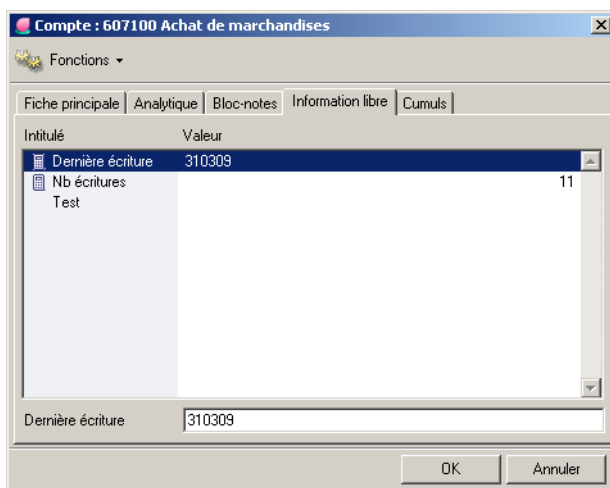 Compte : 607100 Achat de marchandises
Fonctions
Fiche principale Analytique Bloc-notes Information libre Cumuls
Intitulé Valeur
Dernière écriture 310309
Nb écritures 11
Test
Dernière écriture 310309
OK Annuler